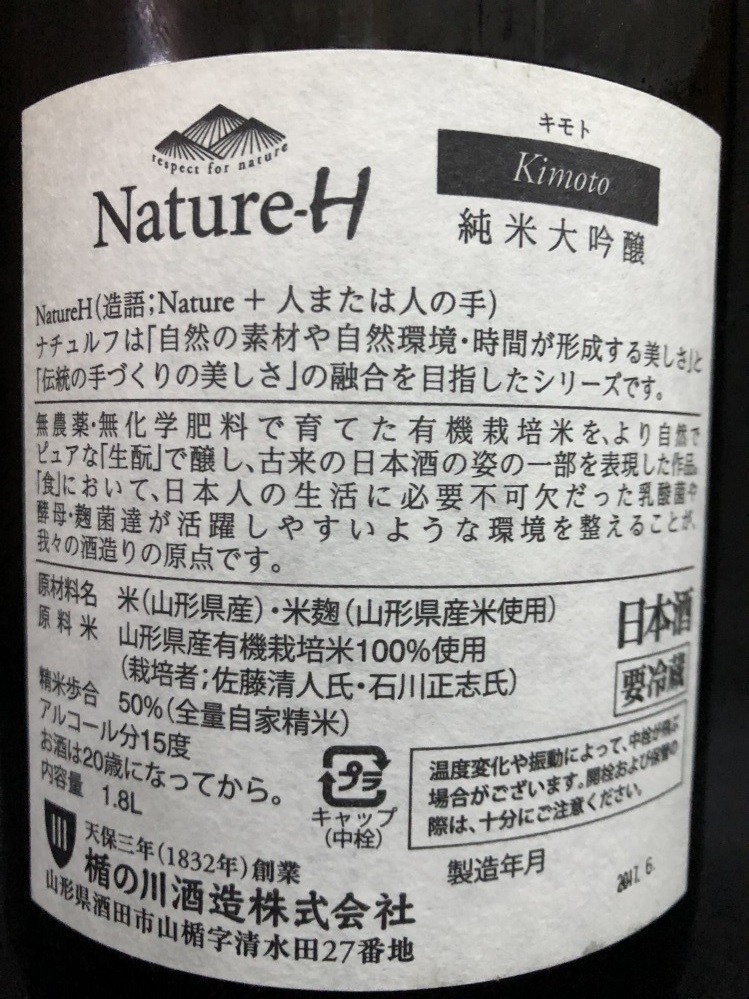 respect for nature
Nature-H
キモト
Kimoto
純米大吟醸
NatureH(造語;Nature + 人または人の手)
ナチュルフは「自然の素材や自然環境・時間が形成する美しさ」と
「伝統の手づくりの美しさ」の融合を目指したシリーズです。
無農薬・無化学肥料で育てた有機栽培米を、より自然で
ピュアな「生酛」で醸し、古来の日本酒の姿の一部を表現した作品。
「食」において、日本人の生活に必要不可欠だった乳酸菌や
酵母・麹菌達が活躍しやすいような環境を整えることが、
我々の酒造りの原点です。
原材料名 米(山形県産)・米麹(山形県産米使用)
原料米 山形県産有機栽培米100%使用
(栽培者;佐藤清人氏・石川正志氏)
精米歩合 50%(全量自家精米)
アルコール分15度
お酒は20歳になってから。
内容量 1.8L
日本酒
要冷蔵
プラ
キャップ
(中栓)
温度変化や振動によって、中栓が飛ぶ
場合がございます。開栓および保管の
際は、十分にご注意ください。
製造年月
2017. 6.
天保三年(1832年)創業
楯の川酒造株式会社
山形県酒田市山楯字清水田27番地